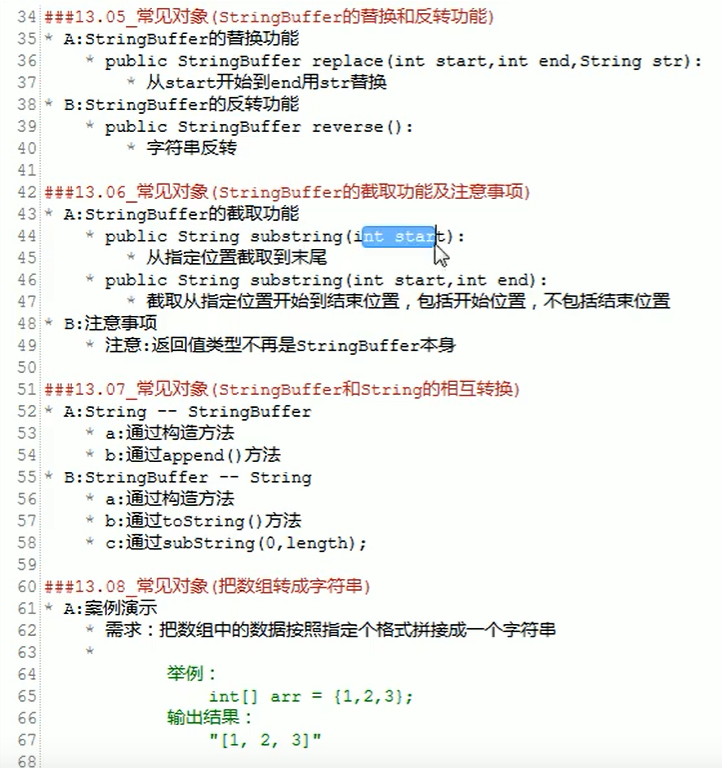 34 ###13.05_常见对象(StringBuffer的替换和反转功能)
35 * A:StringBuffer的替换功能
36 * public StringBuffer replace(int start,int end,String str):
37 * 从start开始到end用str替换
38 * B:StringBuffer的反转功能
39 * public StringBuffer reverse():
40 * 字符串反转
41
42 ###13.06_常见对象(StringBuffer的截取功能及注意事项)
43 * A:StringBuffer的截取功能
44 * public String substring(int start):
45 * 从指定位置截取到末尾
46 * public String substring(int start,int end):
47 * 截取从指定位置开始到结束位置，包括开始位置，不包括结束位置
48 * B:注意事项
49 * 注意:返回值类型不再是StringBuffer本身
50
51 ###13.07_常见对象(StringBuffer和String的相互转换)
52 * A:String -- StringBuffer
53 * a:通过构造方法
54 * b:通过append()方法
55 * B:StringBuffer -- String
56 * a:通过构造方法
57 * b:通过toString()方法
58 * c:通过subString(0,length);
59
60 ###13.08_常见对象(把数组转成字符串)
61 * A:案例演示
62 * 需求：把数组中的数据按照指定个格式拼接成一个字符串
63 *
64 举例：
65 int[] arr = {1,2,3};
66 输出结果：
67 "[1, 2, 3]"
68